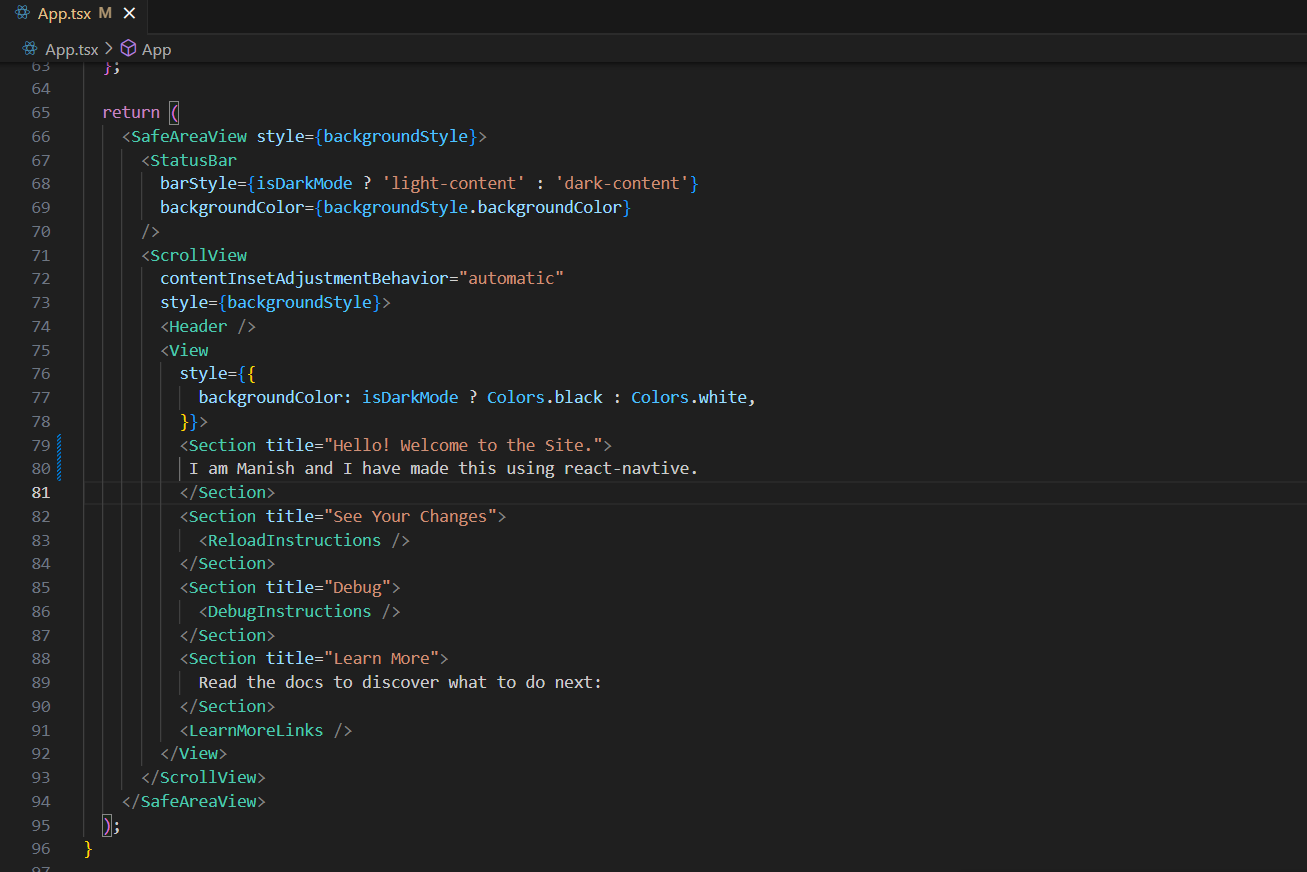 App.tsx M
App.tsx > App
63 };
64
65 return (
66 <SafeAreaView style={backgroundStyle}>
67 <StatusBar
68 barStyle={isDarkMode ? 'light-content' : 'dark-content'}
69 backgroundColor={backgroundStyle.backgroundColor}
70 />
71 <ScrollView
72 contentInsetAdjustmentBehavior="automatic"
73 style={backgroundStyle}>
74 <Header />
75 <View
76 style={{
77 backgroundColor: isDarkMode ? Colors.black : Colors.white,
78 }}>
79 <Section title="Hello! Welcome to the Site.">
80 I am Manish and I have made this using react-navtive.
81 </Section>
82 <Section title="See Your Changes">
83 <ReloadInstructions />
84 </Section>
85 <Section title="Debug">
86 <DebugInstructions />
87 </Section>
88 <Section title="Learn More">
89 Read the docs to discover what to do next:
90 </Section>
91 <LearnMoreLinks />
92 </View>
93 </ScrollView>
94 </SafeAreaView>
95 );
96 }
97